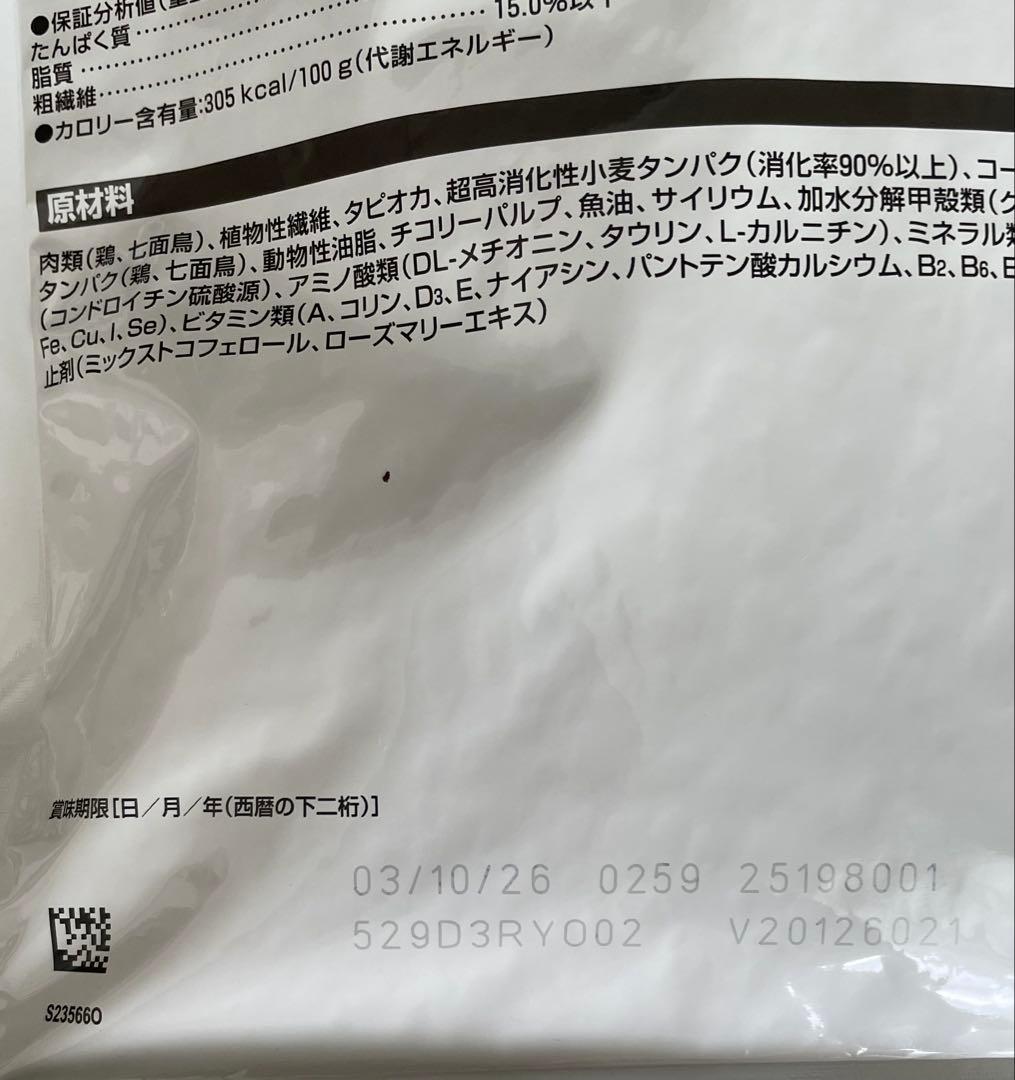 ●保証分析値(
たんぱく質
脂質 15.0%以下
粗繊維
●カロリー含有量:305 kcal/100 g(代謝エネルギー)
原材料
肉類(鶏、七面鳥)、植物性繊維、タピオカ、超高消化性小麦タンパク(消化率90%以上)、コー
タンパク(鶏、七面鳥)、動物性油脂、チコリーパルプ、魚油、サイリウム、加水分解甲殻類(グ
(コンドロイチン硫酸源)、アミノ酸類(DL-メチオニン、タウリン、L-カルニチン)、ミネラル類
Fe、Cu、I、Se)、ビタミン類(A、コリン、D3、E、ナイアシン、パントテン酸カルシウム、B2、B6、
止剤(ミックストコフェロール、ローズマリーエキス)
賞味期限[日/月/年(西暦の下二桁)]
03/10/26 0259 25198001
529D3RYO02 V20126021
S23566O